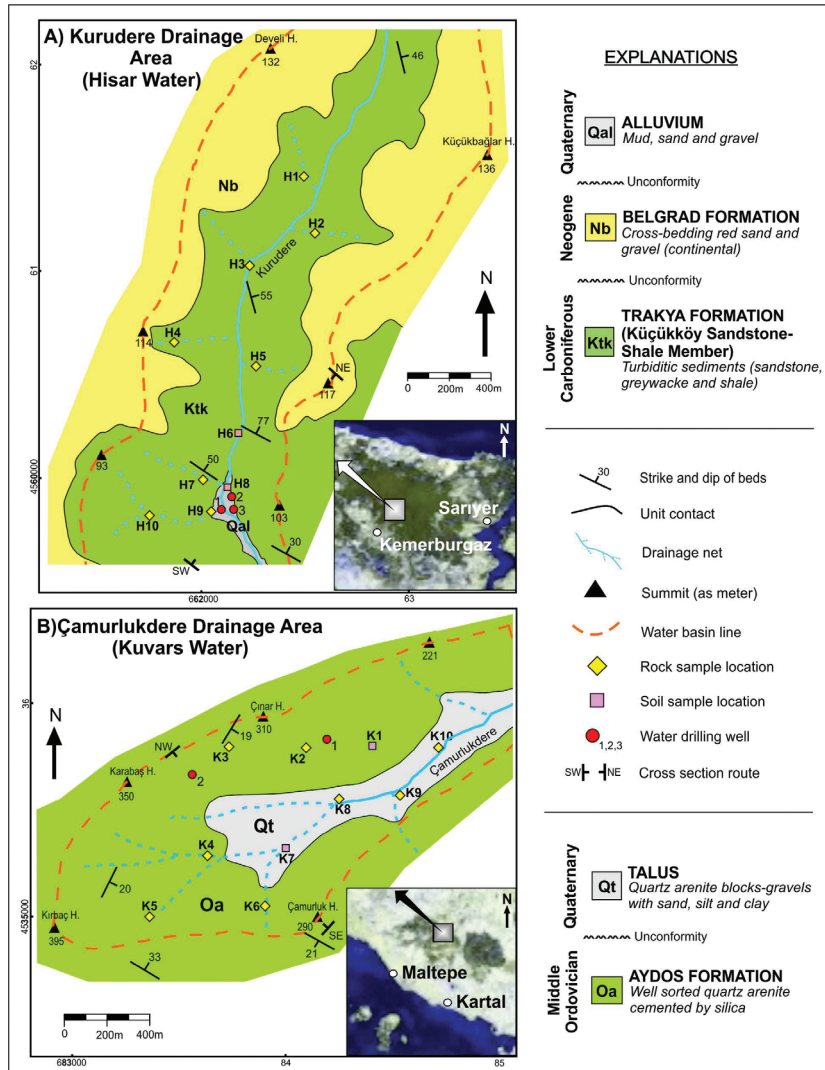 A) Kurudere Drainage
Area
(Hisar Water)
Develi H.
132
46
62
Küçükbağlar H.
136
Nb
H1
H2
H3
Kurudere
N
61
55
114
H4
H5
NE
117
0 200m 400m
Ktk
H6
77
93
50
H7
H8
2
1
3
H9
Qal
H10
103
30
SW
4560000
N
Sarıyer
Kemerburgaz
662000
63
B)Çamurlukdere Drainage Area
(Kuvars Water)
221
36
N
Çınar H.
310
NW
19
K3
K2
1
K1
K10
Çamurlukdere
Karabaş H.
350
2
K8
K9
Qt
K4
K7
20
Oa
K5
K6
Çamurluk H.
290
SE
21
4535000
Kırbaç H.
395
33
N
Maltepe
Kartal
0 200m 400m
683000
84
85
EXPLANATIONS
Quaternary
Qal
ALLUVIUM
Mud, sand and gravel
Unconformity
Neogene
Nb
BELGRAD FORMATION
Cross-bedding red sand and
gravel (continental)
Unconformity
Lower
Carboniferous
Ktk
TRAKYA FORMATION
(Küçükköy Sandstone-
Shale Member)
Turbiditic sediments (sandstone,
greywacke and shale)
30
Strike and dip of beds
Unit contact
Drainage net
Summit (as meter)
Water basin line
Rock sample location
Soil sample location
1,2,3
Water drilling well
SW NE
Cross section route
Quaternary
Qt
TALUS
Quartz arenite blocks-gravels
with sand, silt and clay
Unconformity
Middle
Ordovician
Oa
AYDOS FORMATION
Well sorted quartz arenite
cemented by silica